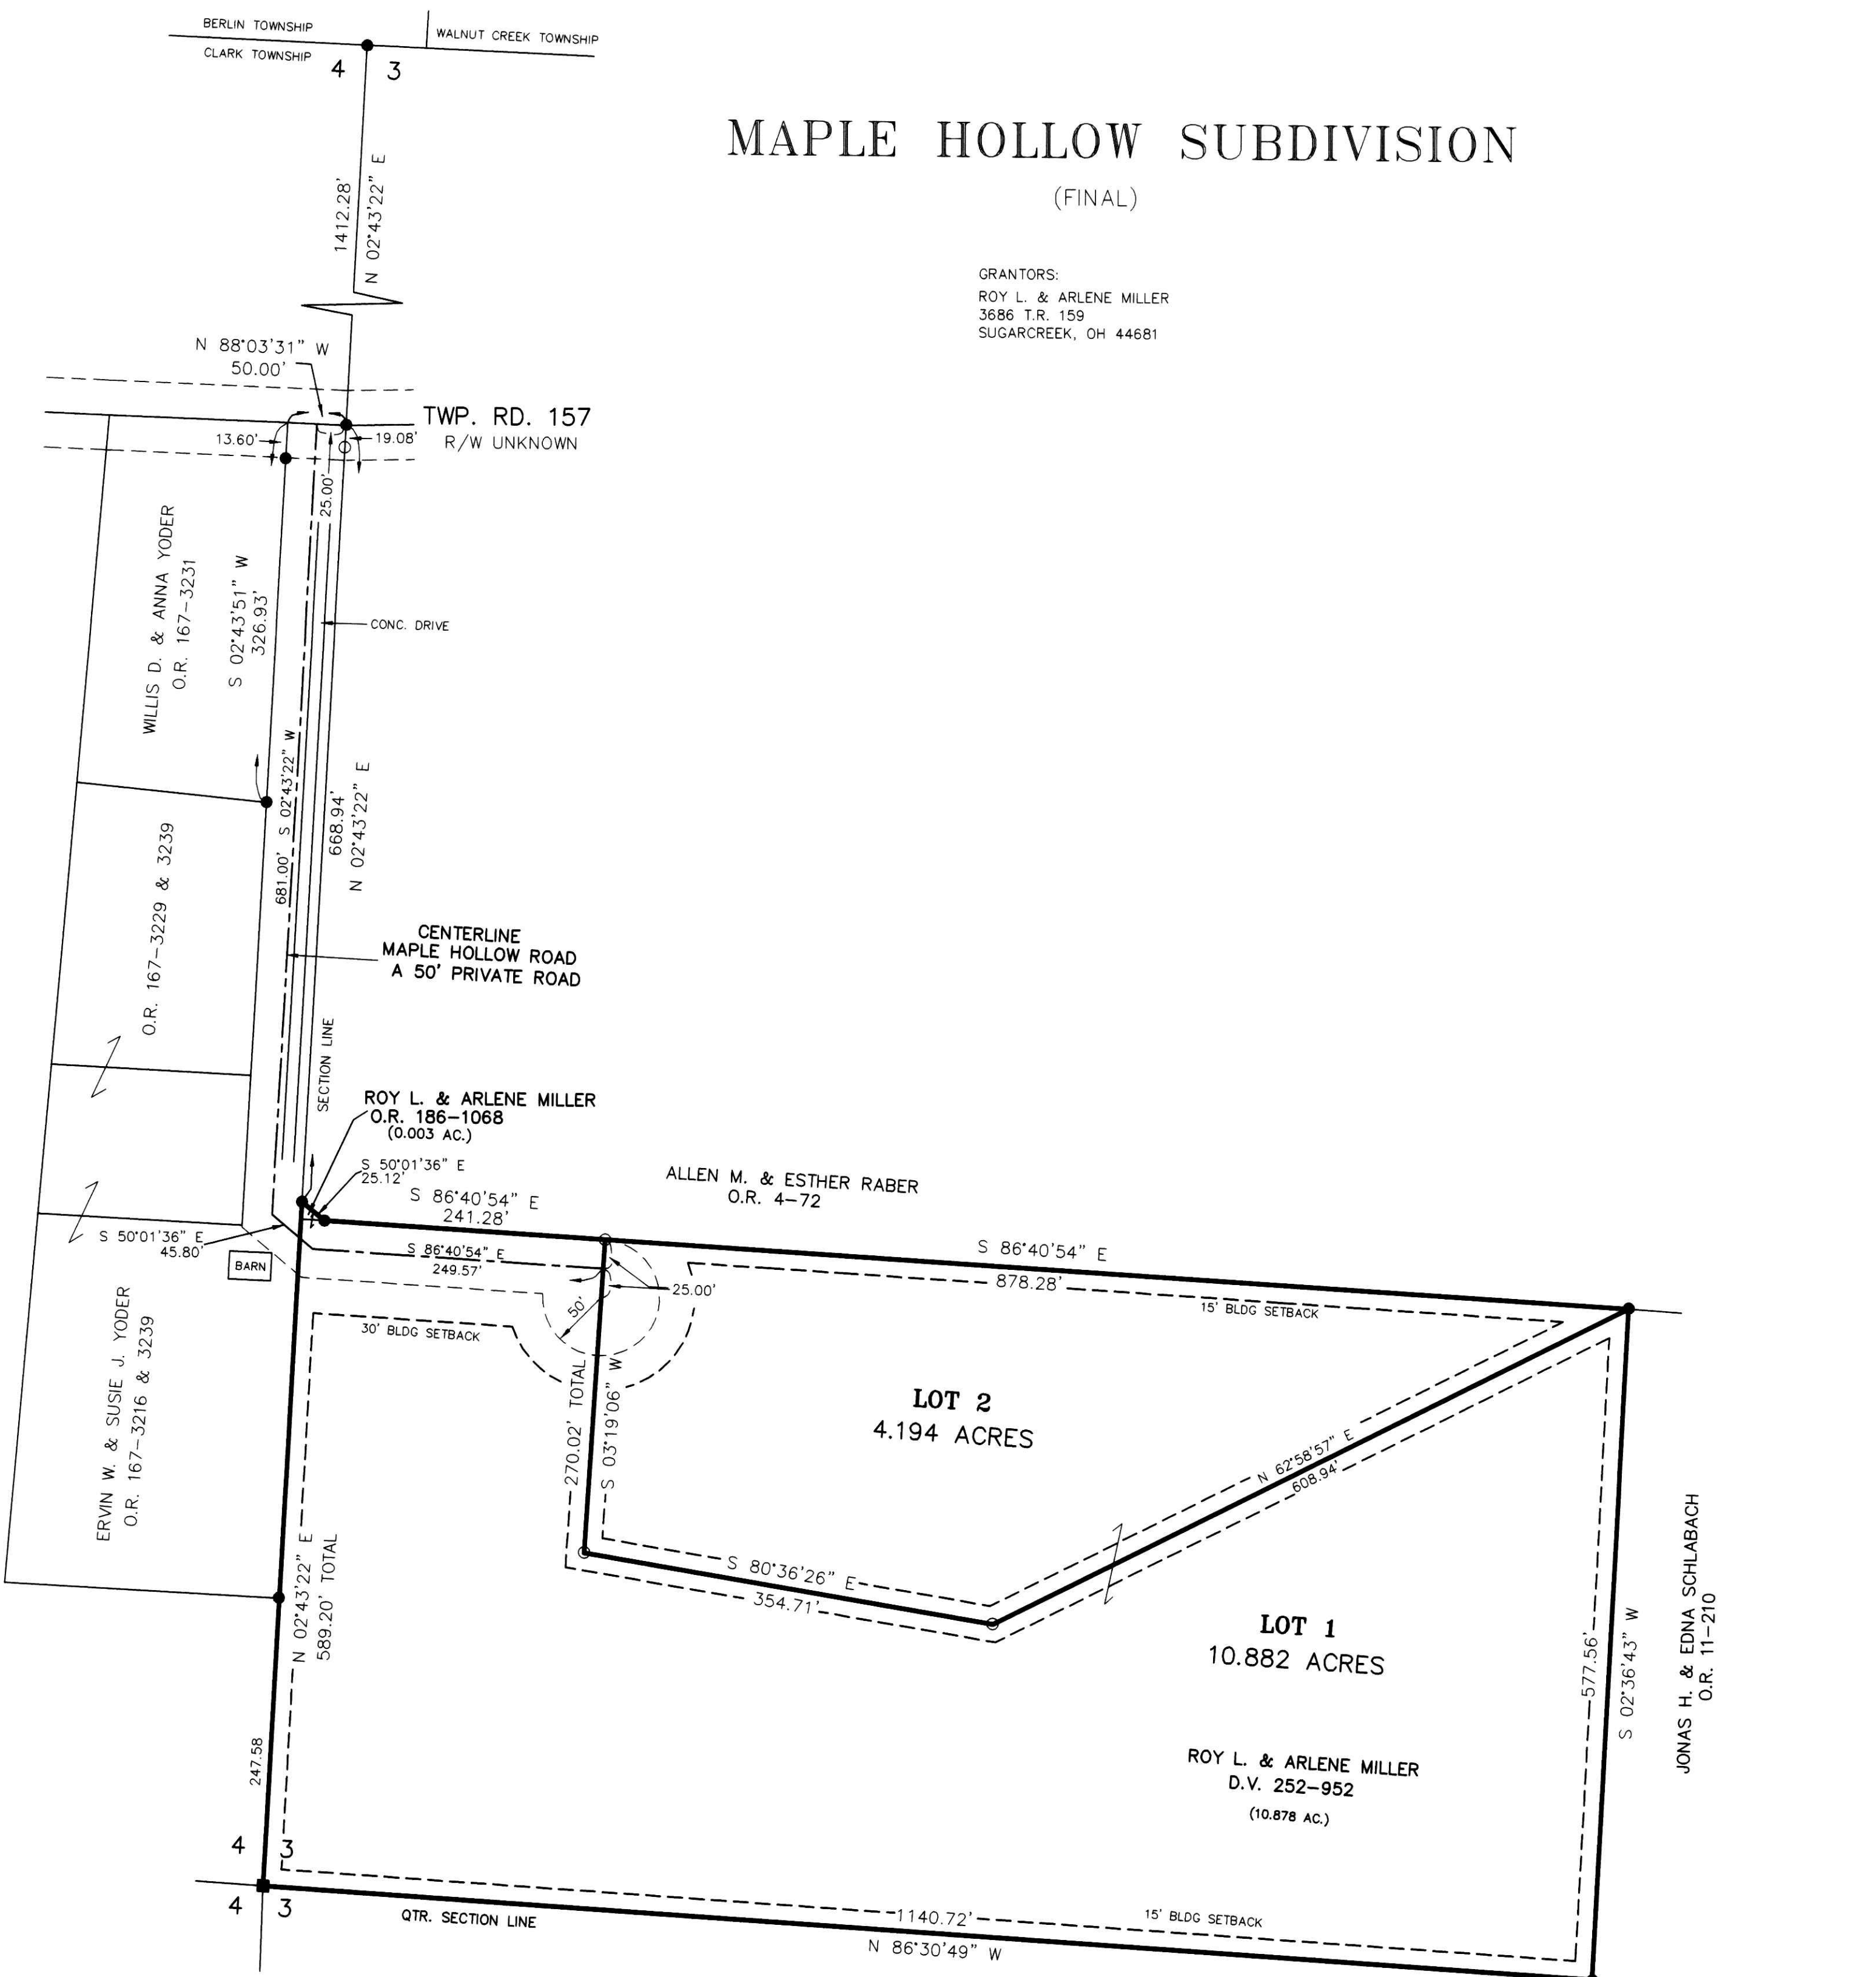 BERLIN TOWNSHIP
WALNUT CREEK TOWNSHIP
CLARK TOWNSHIP
4 3
1412.28'
N 02°43'22" E
MAPLE HOLLOW SUBDIVISION
(FINAL)
GRANTORS:
ROY L. & ARLENE MILLER
3686 T.R. 159
SUGARCREEK, OH 44681
N 88°03'31" W
50.00'
TWP. RD. 157
R/W UNKNOWN
13.60'
19.08'
25.00'
WILLIS D. & ANNA YODER
O.R. 167-3231
S 02°43'51" W
326.93'
CONC. DRIVE
681.00' S 02°43'22" W
668.94'
N 02°43'22" E
O.R. 167-3229 & 3239
CENTERLINE
MAPLE HOLLOW ROAD
A 50' PRIVATE ROAD
SECTION LINE
ROY L. & ARLENE MILLER
O.R. 186-1068
(0.003 AC.)
S 50°01'36" E
25.12'
S 86°40'54" E
241.28'
ALLEN M. & ESTHER RABER
O.R. 4-72
S 50°01'36" E
45.80'
BARN
S 86°40'54" E
249.57'
S 86°40'54" E
878.28'
25.00'
50'
15' BLDG SETBACK
30' BLDG SETBACK
ERVIN W. & SUSIE J. YODER
O.R. 167-3216 & 3239
270.02' TOTAL
S 03°19'06" W
LOT 2
4.194 ACRES
N 62°58'57" E
608.94'
S 80°36'26" E
354.71'
N 02°43'22" E
589.20' TOTAL
LOT 1
10.882 ACRES
577.56'
S 02°36'43" W
JONAS H. & EDNA SCHLABACH
O.R. 11-210
247.58
ROY L. & ARLENE MILLER
D.V. 252-952
(10.878 AC.)
4 3
4 3
QTR. SECTION LINE
1140.72'
15' BLDG SETBACK
N 86°30'49" W